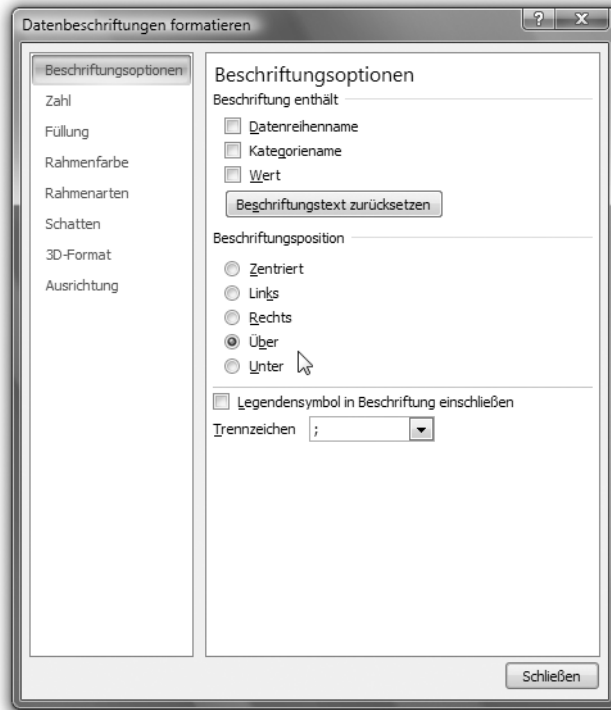 Datenbeschriftungen formatieren
Beschriftungsoptionen
Zahl
Füllung
Rahmenfarbe
Rahmenarten
Schatten
3D-Format
Ausrichtung
Beschriftungsoptionen
Beschriftung enthält
Datenreihenname
Kategoriename
Wert
Beschriftungstext zurücksetzen
Beschriftungsposition
Zentriert
Links
Rechts
Über
Unter
Legendensymbol in Beschriftung einschließen
Trennzeichen ;
Schließen